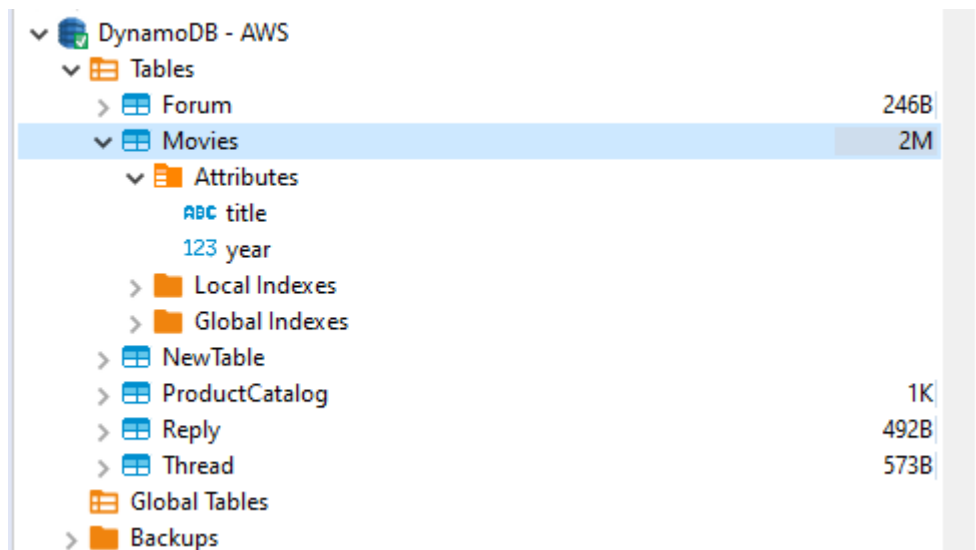 DynamoDB - AWS
Tables
Forum 246B
Movies 2M
Attributes
ABC title
123 year
Local Indexes
Global Indexes
NewTable
ProductCatalog 1K
Reply 492B
Thread 573B
Global Tables
Backups